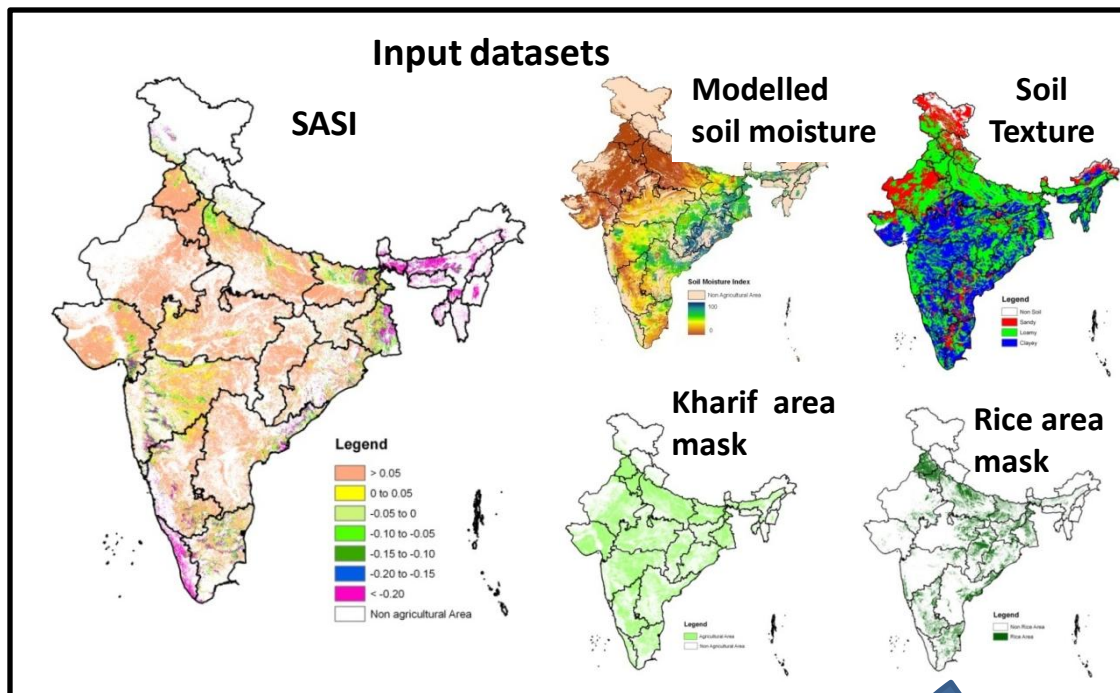 Input datasets
SASI
Legend
> 0.05
0 to 0.05
-0.05 to 0
-0.10 to -0.05
-0.15 to -0.10
-0.20 to -0.15
< -0.20
Non agricultural Area
Modelled
soil moisture
Soil Moisture Index
Non Agricultural Area
100
0
Soil
Texture
Legend
Non Soil
Sandy
Loamy
Clayey
Kharif area
mask
Legend
Agricultural Area
Non Agricultural Area
Rice area
mask
Legend
Non Rice Area
Rice Area